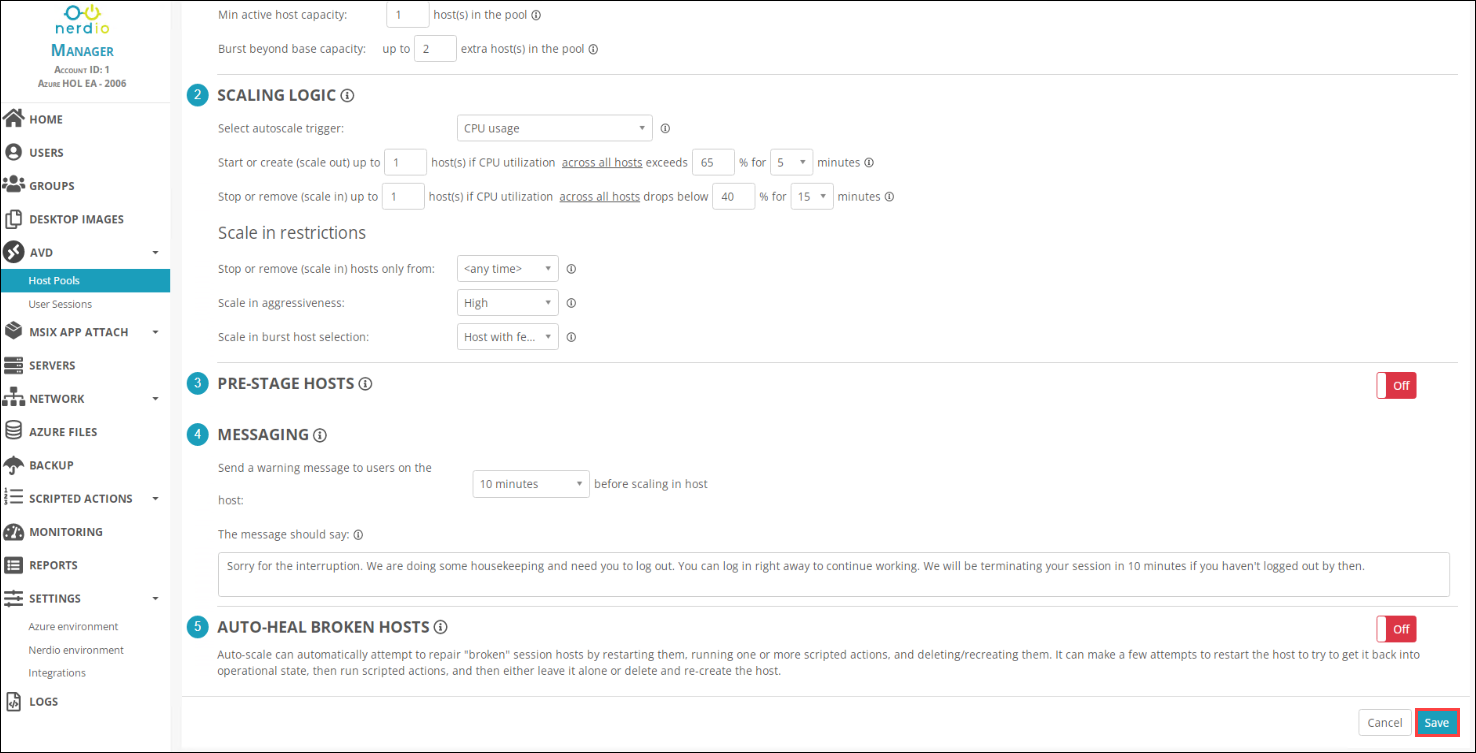 nerdio
MANAGER
ACCOUNT ID: 1
AZURE HOL EA - 2006
HOME
USERS
GROUPS
DESKTOP IMAGES
AVD
Host Pools
User Sessions
MSIX APP ATTACH
SERVERS
NETWORK
AZURE FILES
BACKUP
SCRIPTED ACTIONS
MONITORING
REPORTS
SETTINGS
Azure environment
Nerdio environment
Integrations
LOGS
Min active host capacity: 1 host(s) in the pool
Burst beyond base capacity: up to 2 extra host(s) in the pool
2 SCALING LOGIC
Select autoscale trigger: CPU usage
Start or create (scale out) up to 1 host(s) if CPU utilization across all hosts exceeds 65 % for 5 minutes
Stop or remove (scale in) up to 1 host(s) if CPU utilization across all hosts drops below 40 % for 15 minutes
Scale in restrictions
Stop or remove (scale in) hosts only from: <any time>
Scale in aggressiveness: High
Scale in burst host selection: Host with fe...
3 PRE-STAGE HOSTS Off
4 MESSAGING
Send a warning message to users on the
host: 10 minutes before scaling in host
The message should say:
Sorry for the interruption. We are doing some housekeeping and need you to log out. You can log in right away to continue working. We will be terminating your session in 10 minutes if you haven't logged out by then.
5 AUTO-HEAL BROKEN HOSTS Off
Auto-scale can automatically attempt to repair "broken" session hosts by restarting them, running one or more scripted actions, and deleting/recreating them. It can make a few attempts to restart the host to try to get it back into
operational state, then run scripted actions, and then either leave it alone or delete and re-create the host.
Cancel Save